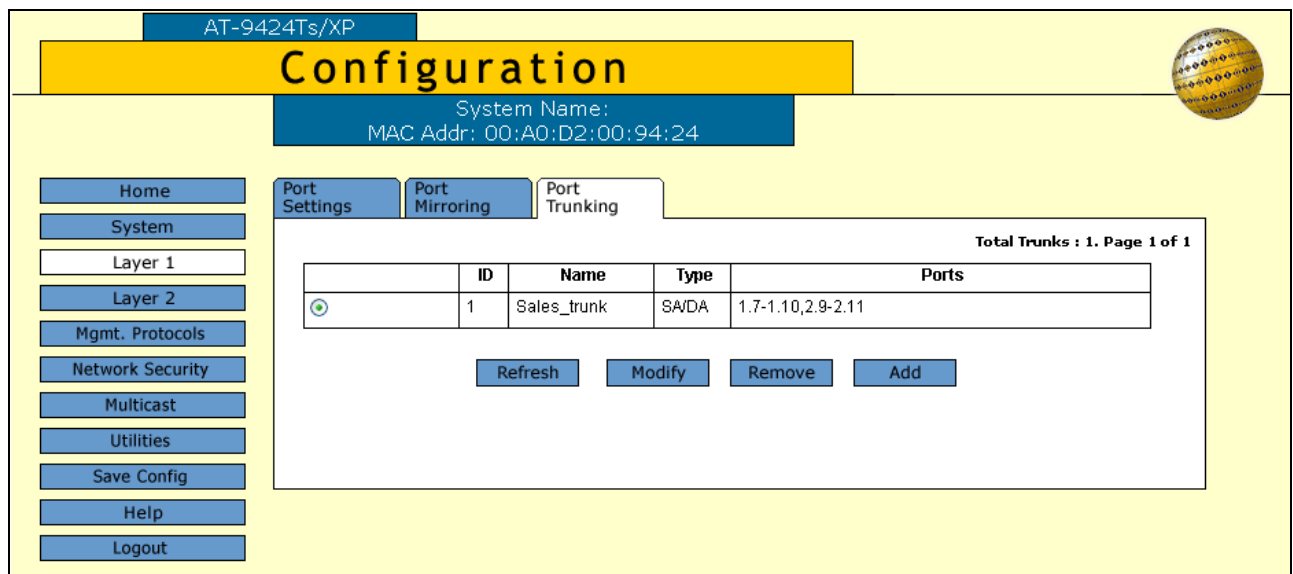 AT-9424Ts/XP
Configuration
System Name:
MAC Addr: 00:A0:D2:00:94:24
Home
System
Layer 1
Layer 2
Mgmt. Protocols
Network Security
Multicast
Utilities
Save Config
Help
Logout
Port Settings
Port Mirroring
Port Trunking
Total Trunks : 1. Page 1 of 1
ID Name Type Ports
1 Sales_trunk SA/DA 1.7-1.10,2.9-2.11
Refresh Modify Remove Add